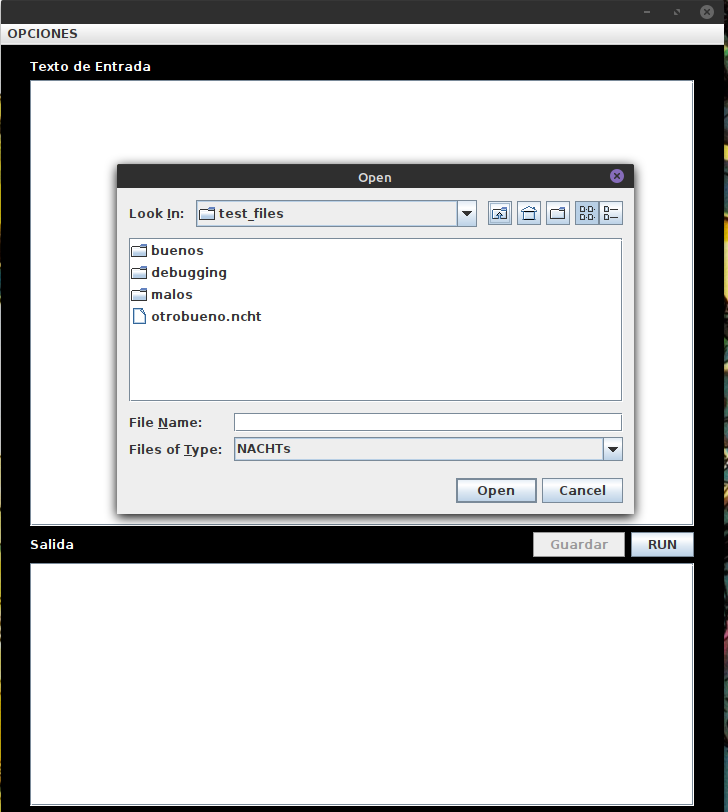 OPCIONES
Texto de Entrada
Open
Look In: test_files
buenos
debugging
malos
otrobueno.ncht
File Name:
Files of Type: NACHTs
Open Cancel
Salida Guardar RUN